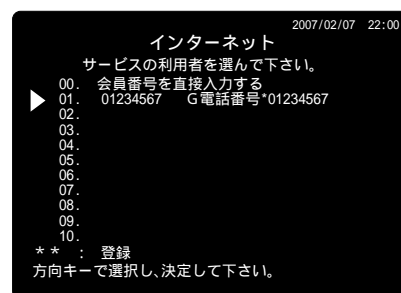 2007/02/07 22:00
インターネット
サービスの利用者を選んで下さい。
00. 会員番号を直接入力する
01. 01234567 G電話番号*01234567
02.
03.
04.
05.
06.
07.
08.
09.
10.
** : 登録
方向キーで選択し、決定して下さい。